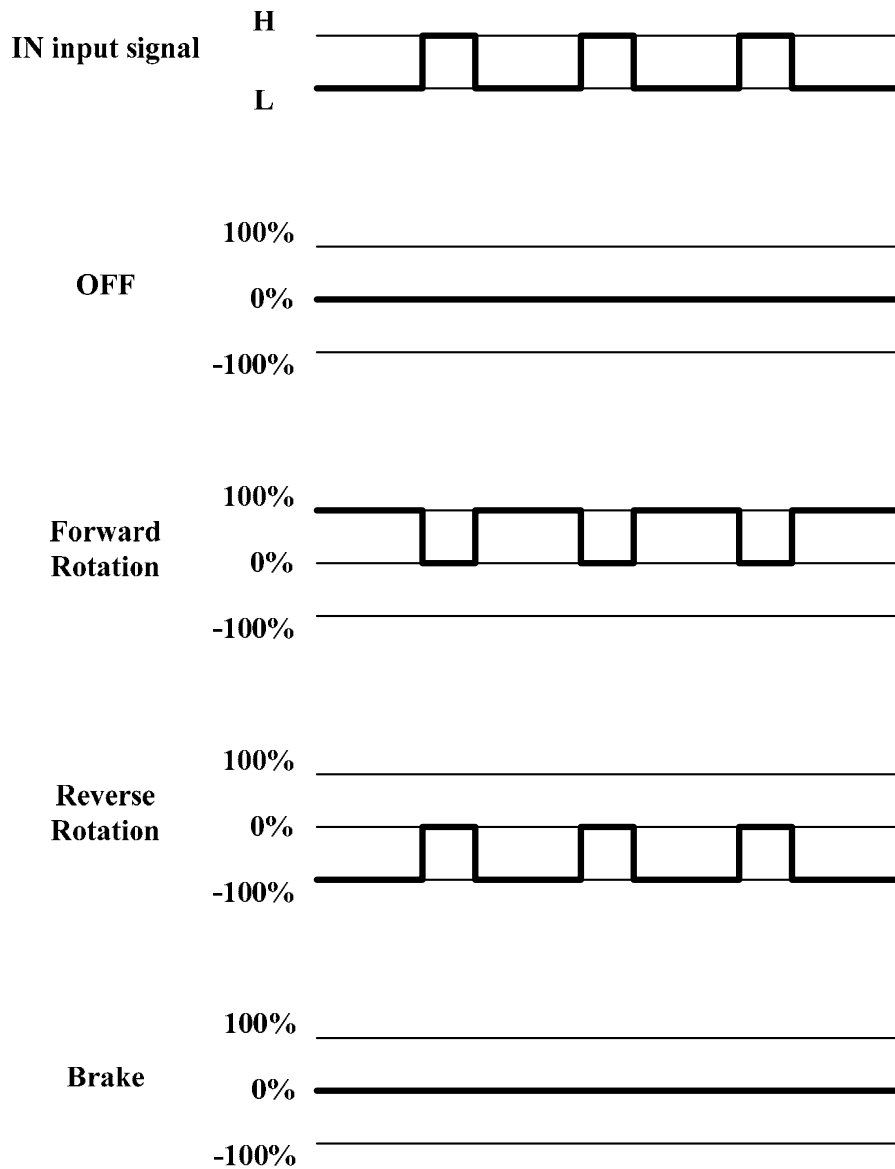 H
IN input signal
L
100%
OFF
0%
-100%
100%
Forward
Rotation
0%
-100%
100%
Reverse
Rotation
0%
-100%
100%
Brake
0%
-100%